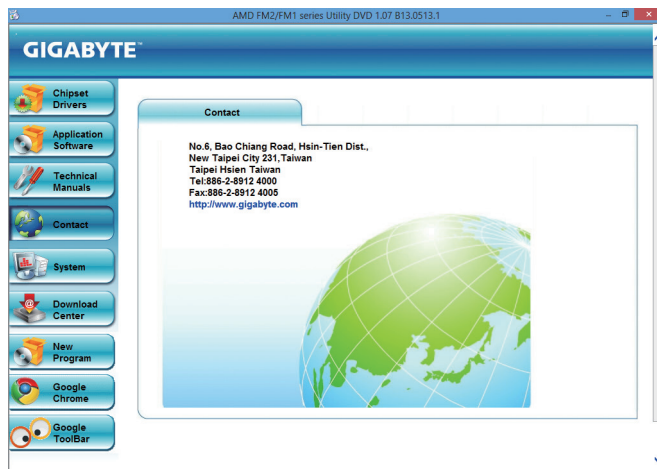 AMD FM2/FM1 series Utility DVD 1.07 B13.0513.1
GIGABYTE™
Chipset
Drivers
Application
Software
Technical
Manuals
Contact
System
Download
Center
New
Program
Google
Chrome
Google
ToolBar
Contact
No.6, Bao Chiang Road, Hsin-Tien Dist.,
New Taipei City 231,Taiwan
Taipei Hsien Taiwan
Tel:886-2-8912 4000
Fax:886-2-8912 4005
http://www.gigabyte.com